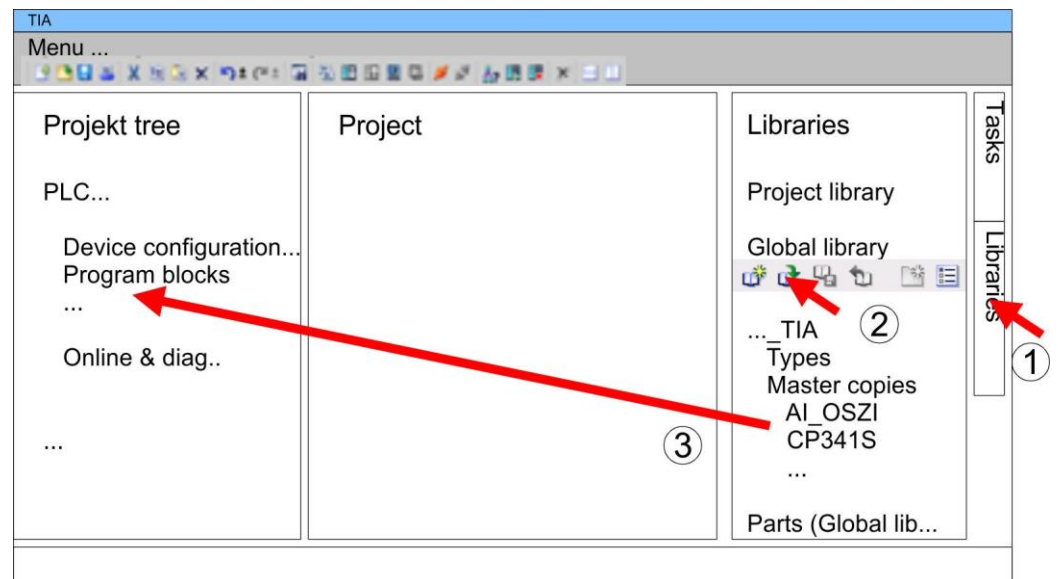 TIA
Menu ...
Projekt tree
PLC...
Device configuration...
Program blocks
...
Online & diag..
...
Project
③
Libraries
Project library
Global library
②
..._TIA
Types
Master copies
AI_OSZI
CP341S
...
Parts (Global lib...
Tasks
Libraries
①